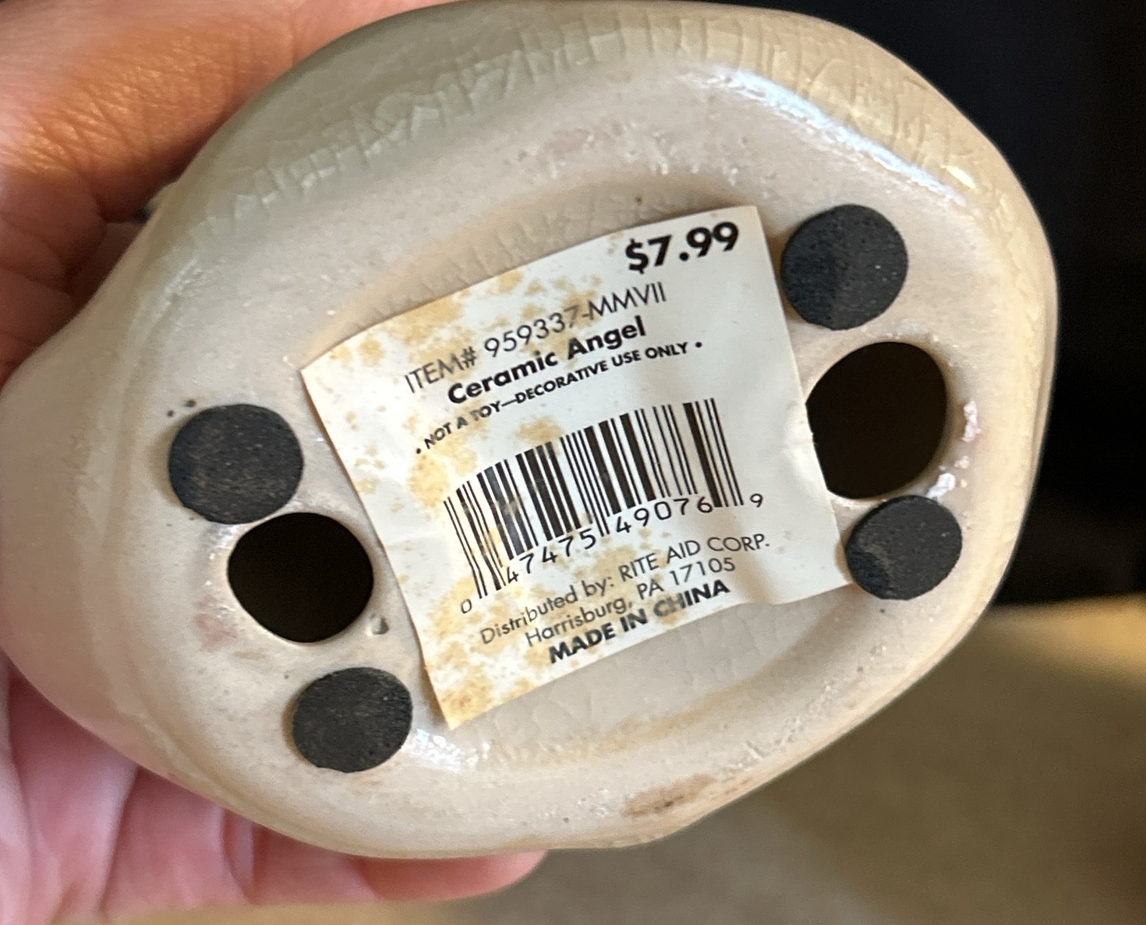 $7.99
ITEM# 959337-MMVII
Ceramic Angel
• NOT A TOY—DECORATIVE USE ONLY •
0 47475 49076 9
Distributed by: RITE AID CORP.
Harrisburg, PA 17105
MADE IN CHINA